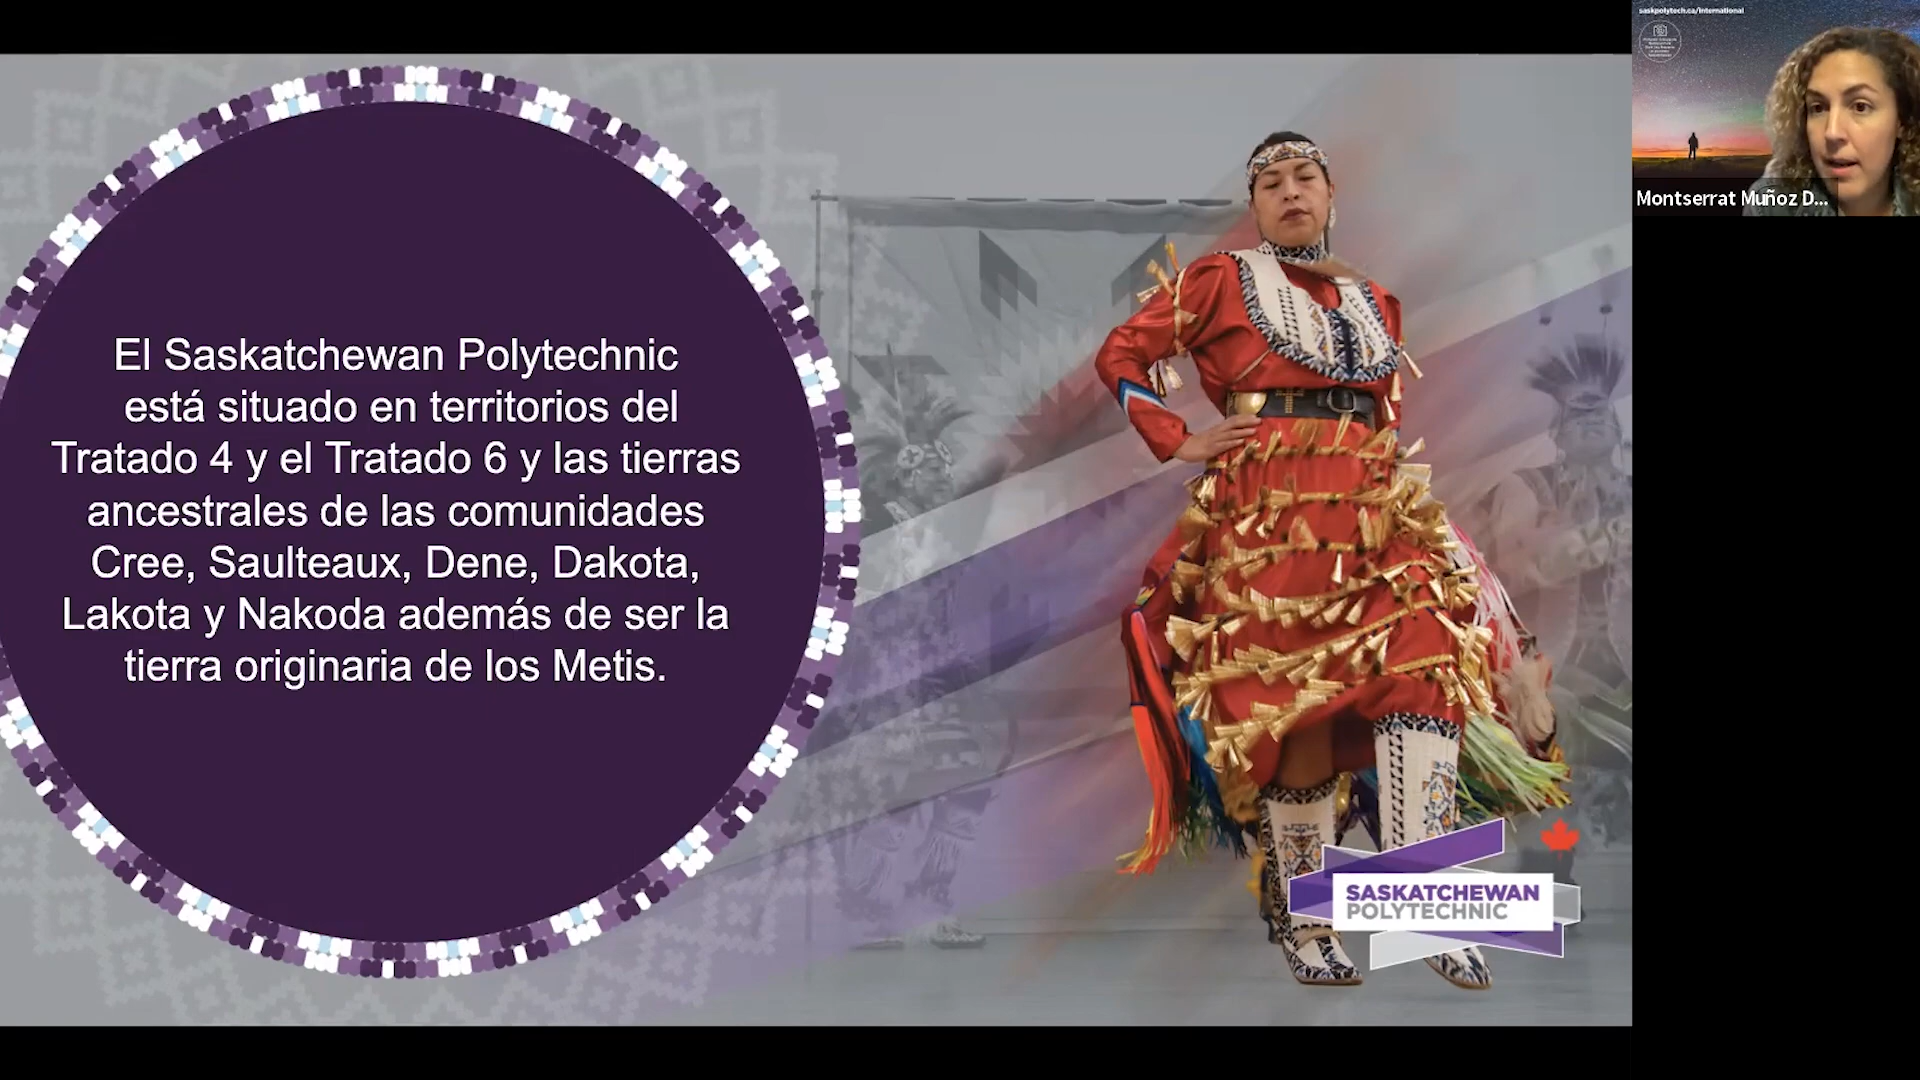 El Saskatchewan Polytechnic
está situado en territorios del
Tratado 4 y el Tratado 6 y las tierras
ancestrales de las comunidades
Cree, Saulteaux, Dene, Dakota,
Lakota y Nakoda además de ser la
tierra originaria de los Metis.
SASKATCHEWAN
POLYTECHNIC
saskpolytech.ca/international
Montserrat Muñoz D...